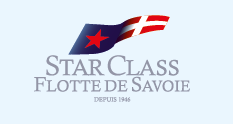 STAR CLASS
FLOTTE DE SAVOIE
DEPUIS 1946